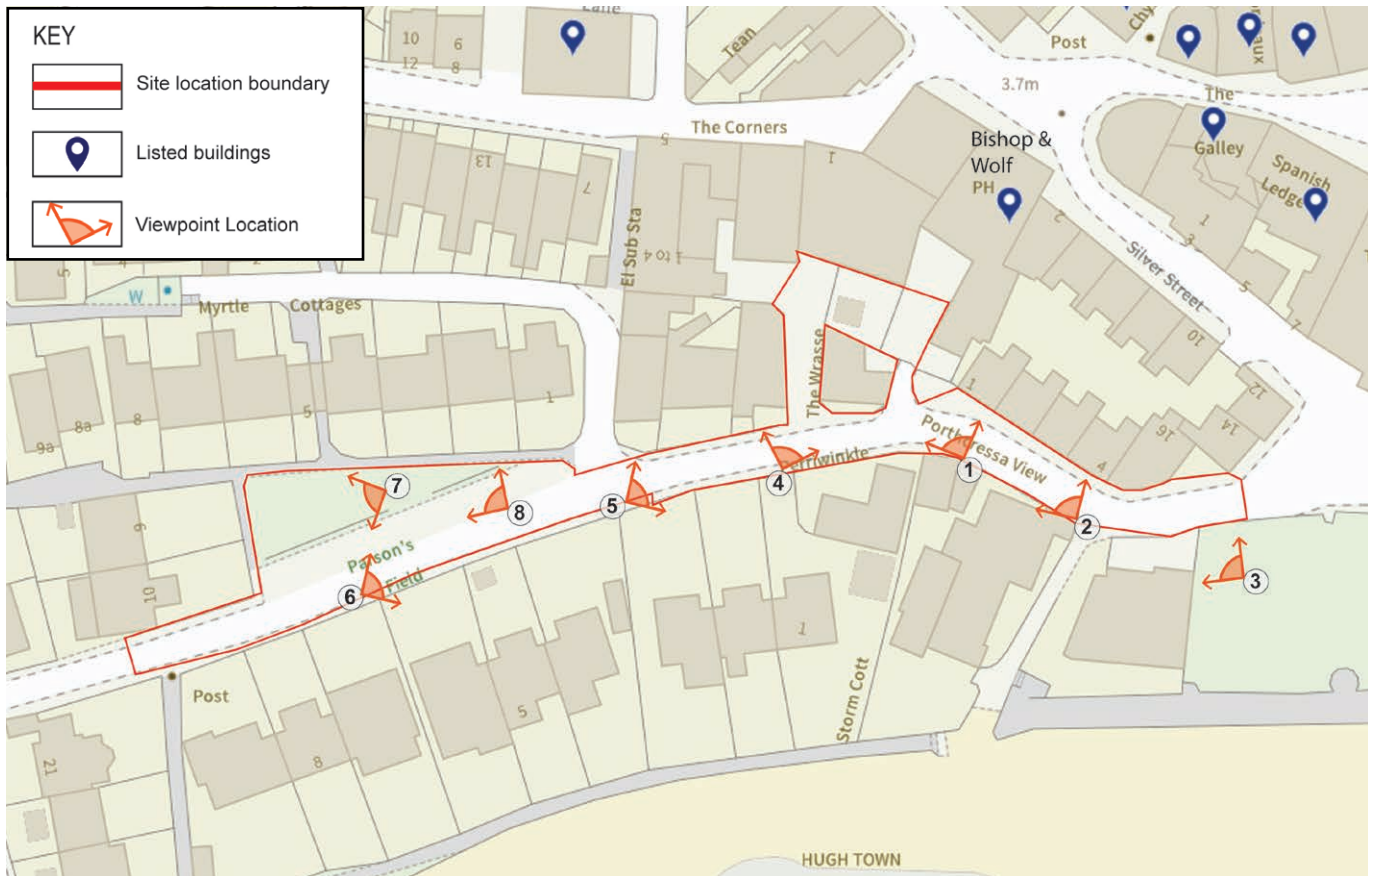 KEY
Site location boundary
Listed buildings
Viewpoint Location
10
12
6
8
Tean
Post
3.7m
The
The Corners
5
1
13
7
Bishop &
Wolf
PH
Galley
Spanish
Ledge
1
3
5
7
2
Silver Street
10
12
14
16
El Sub Sta
1 to 4
5
W
Myrtle
Cottages
The Wrasse
1
Porthcressa View
4
Perriwinkle
9a
8a
8
5
1
1
2
3
4
5
6
7
8
Parson's
Field
9
10
Post
1
5
8
21
Storm Cott
HUGH TOWN